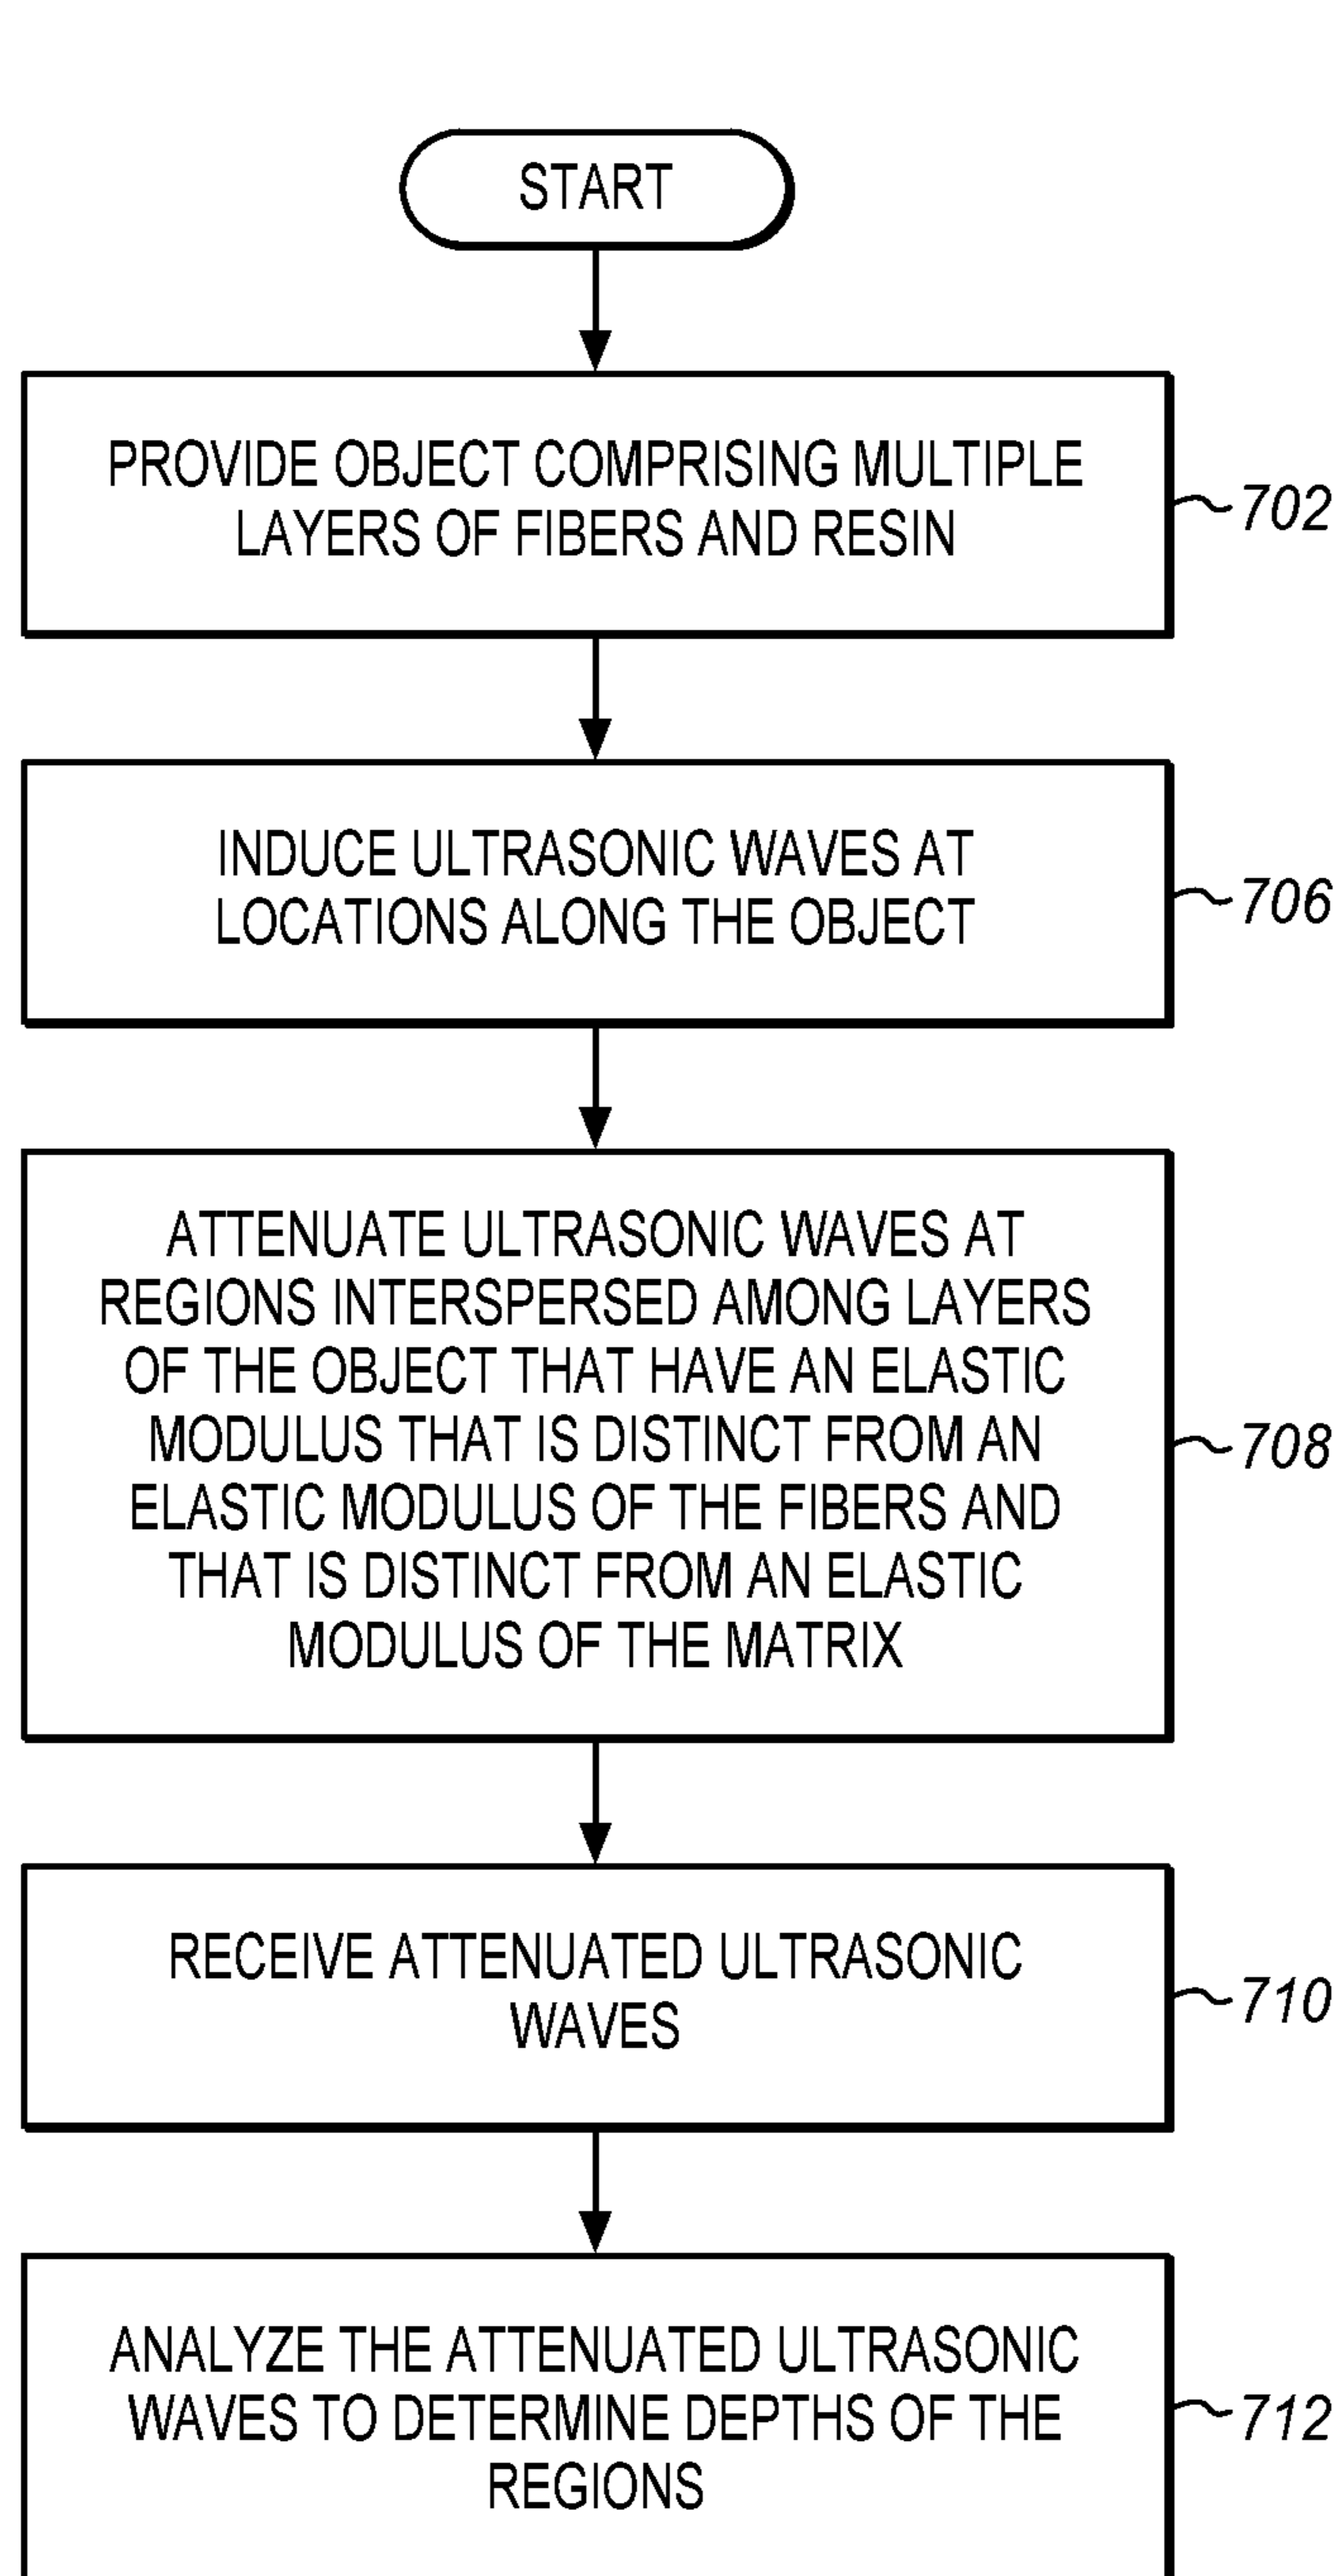 START
PROVIDE OBJECT COMPRISING MULTIPLE
LAYERS OF FIBERS AND RESIN
702
INDUCE ULTRASONIC WAVES AT
LOCATIONS ALONG THE OBJECT
706
ATTENUATE ULTRASONIC WAVES AT
REGIONS INTERSPERSED AMONG LAYERS
OF THE OBJECT THAT HAVE AN ELASTIC
MODULUS THAT IS DISTINCT FROM AN
ELASTIC MODULUS OF THE FIBERS AND
THAT IS DISTINCT FROM AN ELASTIC
MODULUS OF THE MATRIX
708
RECEIVE ATTENUATED ULTRASONIC
WAVES
710
ANALYZE THE ATTENUATED ULTRASONIC
WAVES TO DETERMINE DEPTHS OF THE
REGIONS
712